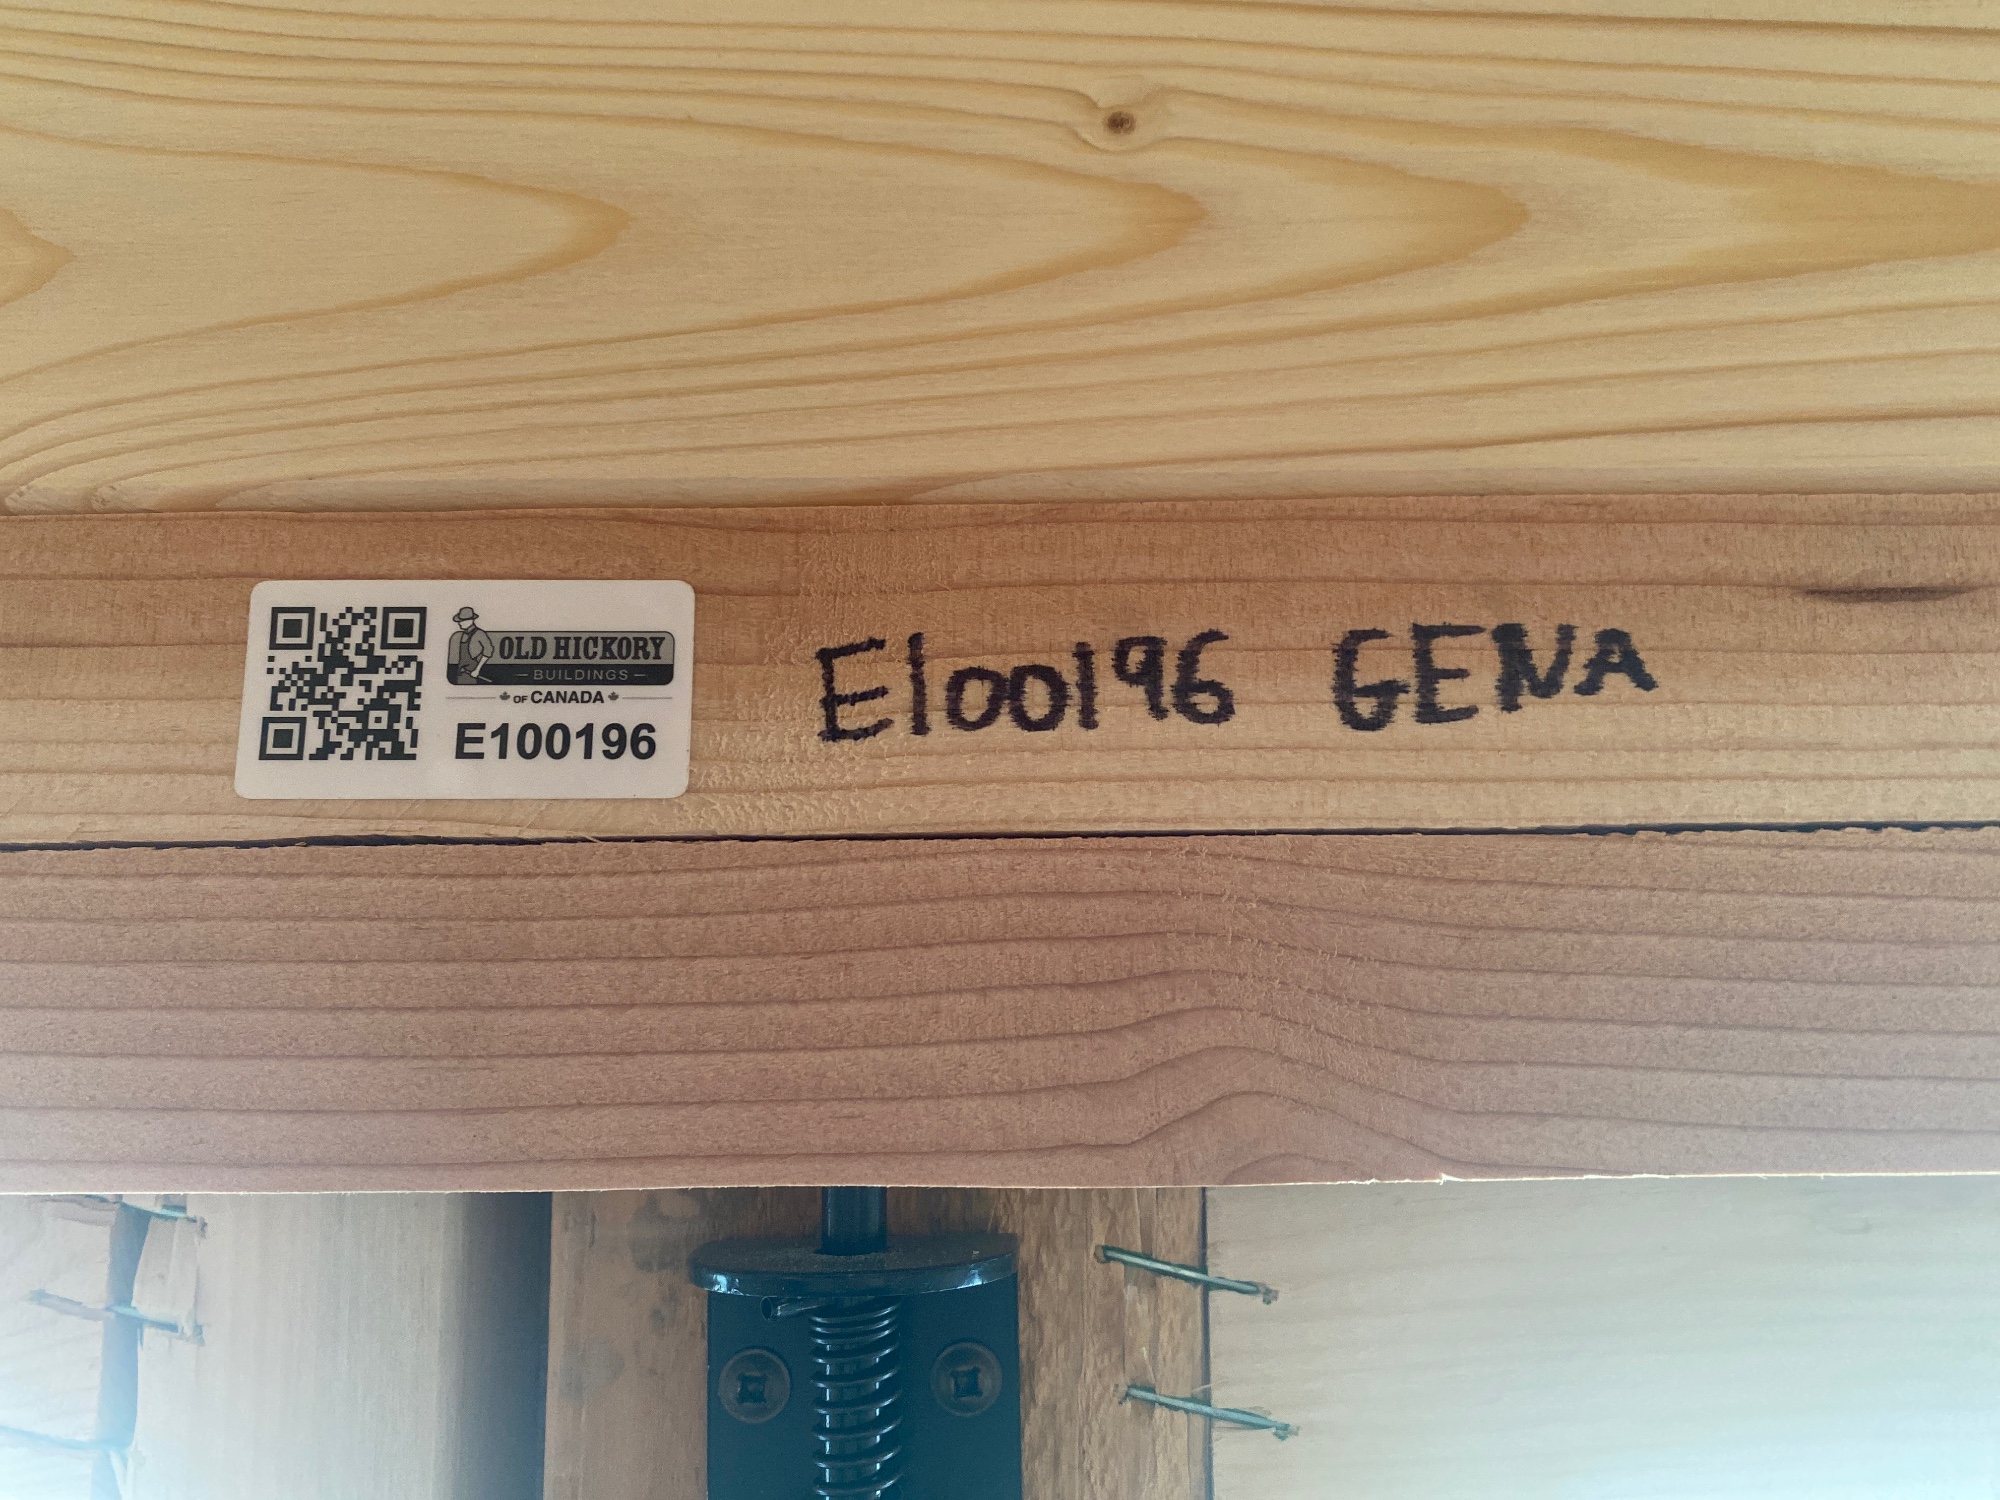 OLD HICKORY
BUILDINGS
OF CANADA
E100196
E100196 GENA